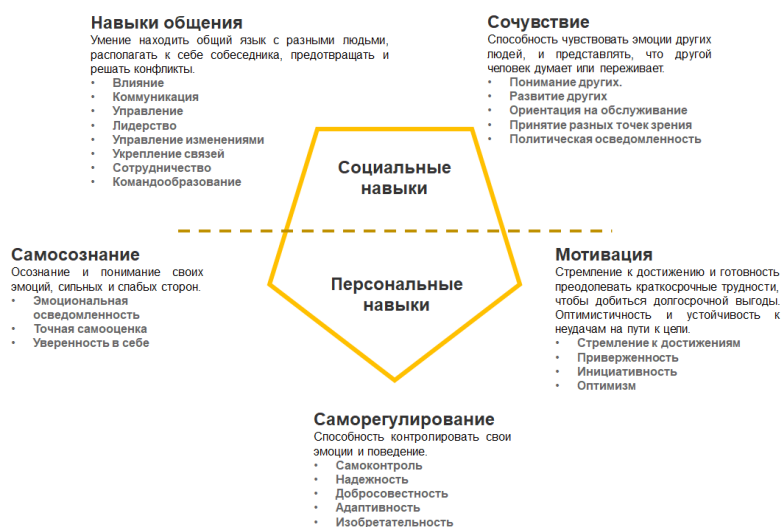 Навыки общения
Умение находить общий язык с разными людьми,
располагать к себе собеседника, предотвращать и
решать конфликты.
• Влияние
• Коммуникация
• Управление
• Лидерство
• Управление изменениями
• Укрепление связей
• Сотрудничество
• Командообразование
Сочувствие
Способность чувствовать эмоции других
людей, и представлять, что другой
человек думает или переживает.
• Понимание других.
• Развитие других
• Ориентация на обслуживание
• Принятие разных точек зрения
• Политическая осведомленность
Социальные
навыки
Персональные
навыки
Самосознание
Осознание и понимание своих
эмоций, сильных и слабых сторон.
• Эмоциональная
осведомленность
• Точная самооценка
• Уверенность в себе
Мотивация
Стремление к достижению и готовность
преодолевать краткосрочные трудности,
чтобы добиться долгосрочной выгоды.
Оптимистичность и устойчивость к
неудачам на пути к цели.
• Стремление к достижениям
• Приверженность
• Инициативность
• Оптимизм
Саморегулирование
Способность контролировать свои
эмоции и поведение.
• Самоконтроль
• Надежность
• Добросовестность
• Адаптивность
• Изобретательность